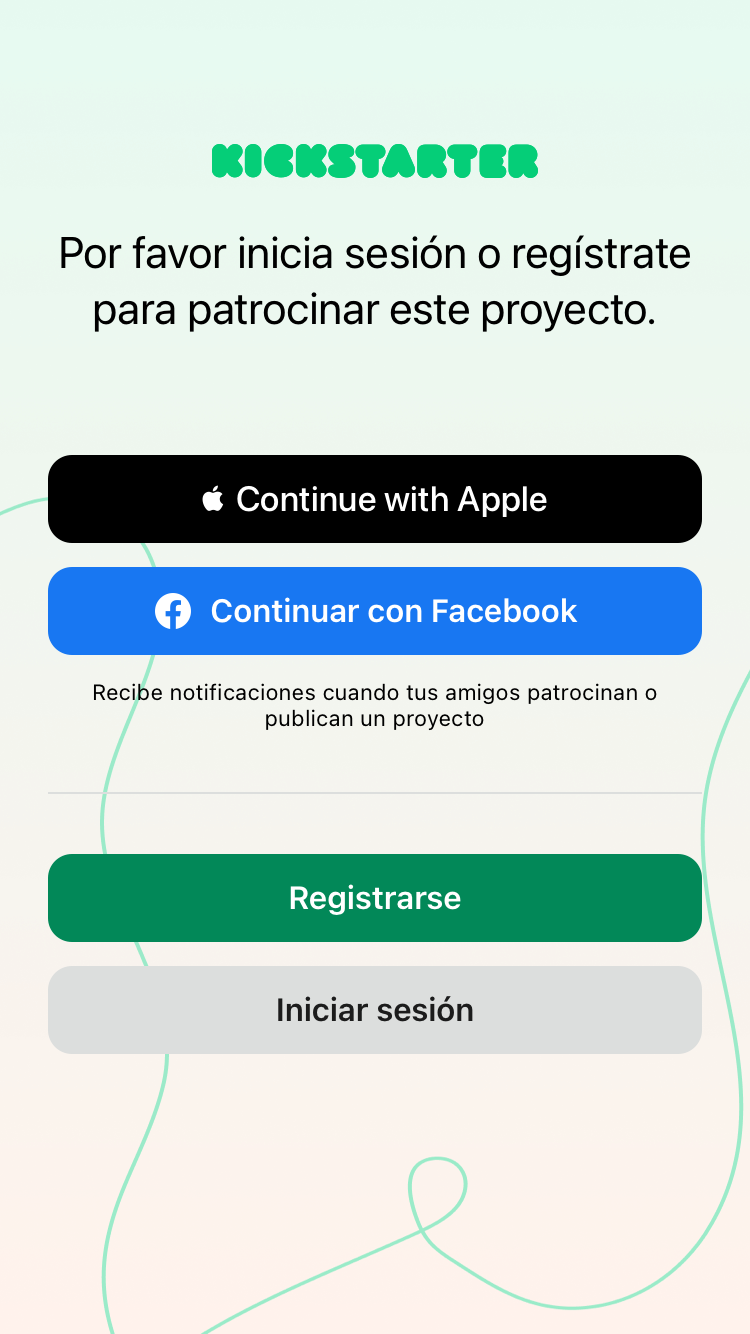 KICKSTARTER
Por favor inicia sesión o regístrate
para patrocinar este proyecto.
Continue with Apple
Continuar con Facebook
Recibe notificaciones cuando tus amigos patrocinan o
publican un proyecto
Registrarse
Iniciar sesión